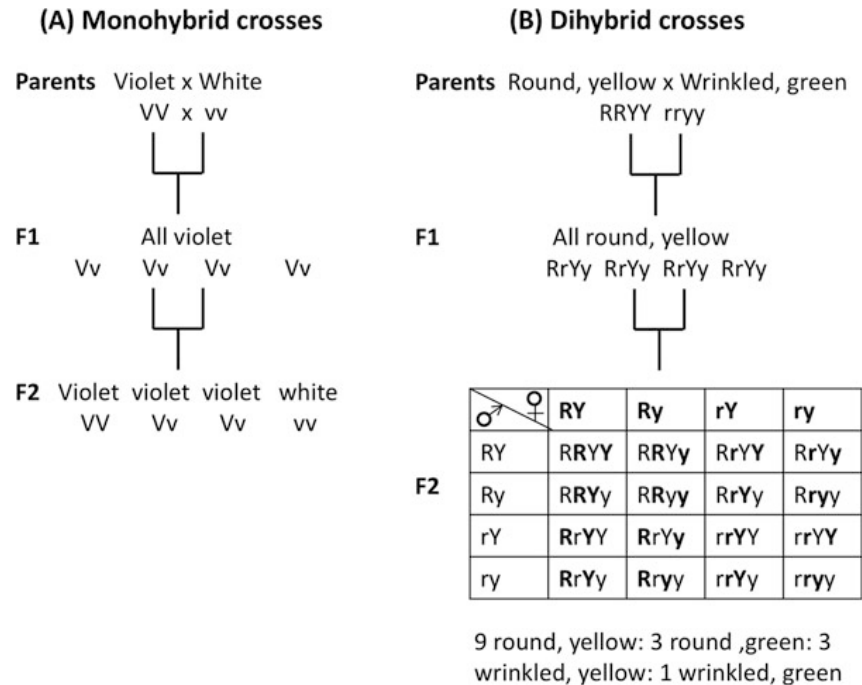 (A) Monohybrid crosses
Parents Violet x White
VV x vv
F1 All violet
Vv Vv Vv Vv
F2 Violet violet violet white
VV Vv Vv vv
(B) Dihybrid crosses
Parents Round, yellow x Wrinkled, green
RRYY rryy
F1 All round, yellow
RrYy RrYy RrYy RrYy
F2
♂ ♀ RY Ry rY ry
RY RRYY RRYy RrYY RrYy
Ry RRYy RRyy RrYy Rryy
rY RrYY RrYy rrYY rrYY
ry RrYy Rryy rrYy rryy
9 round, yellow: 3 round ,green: 3
wrinkled, yellow: 1 wrinkled, green